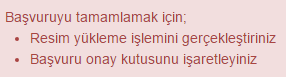 Başvuruyu tamamlamak için;
• Resim yükleme işlemini gerçekleştiriniz
• Başvuru onay kutusunu işaretleyiniz